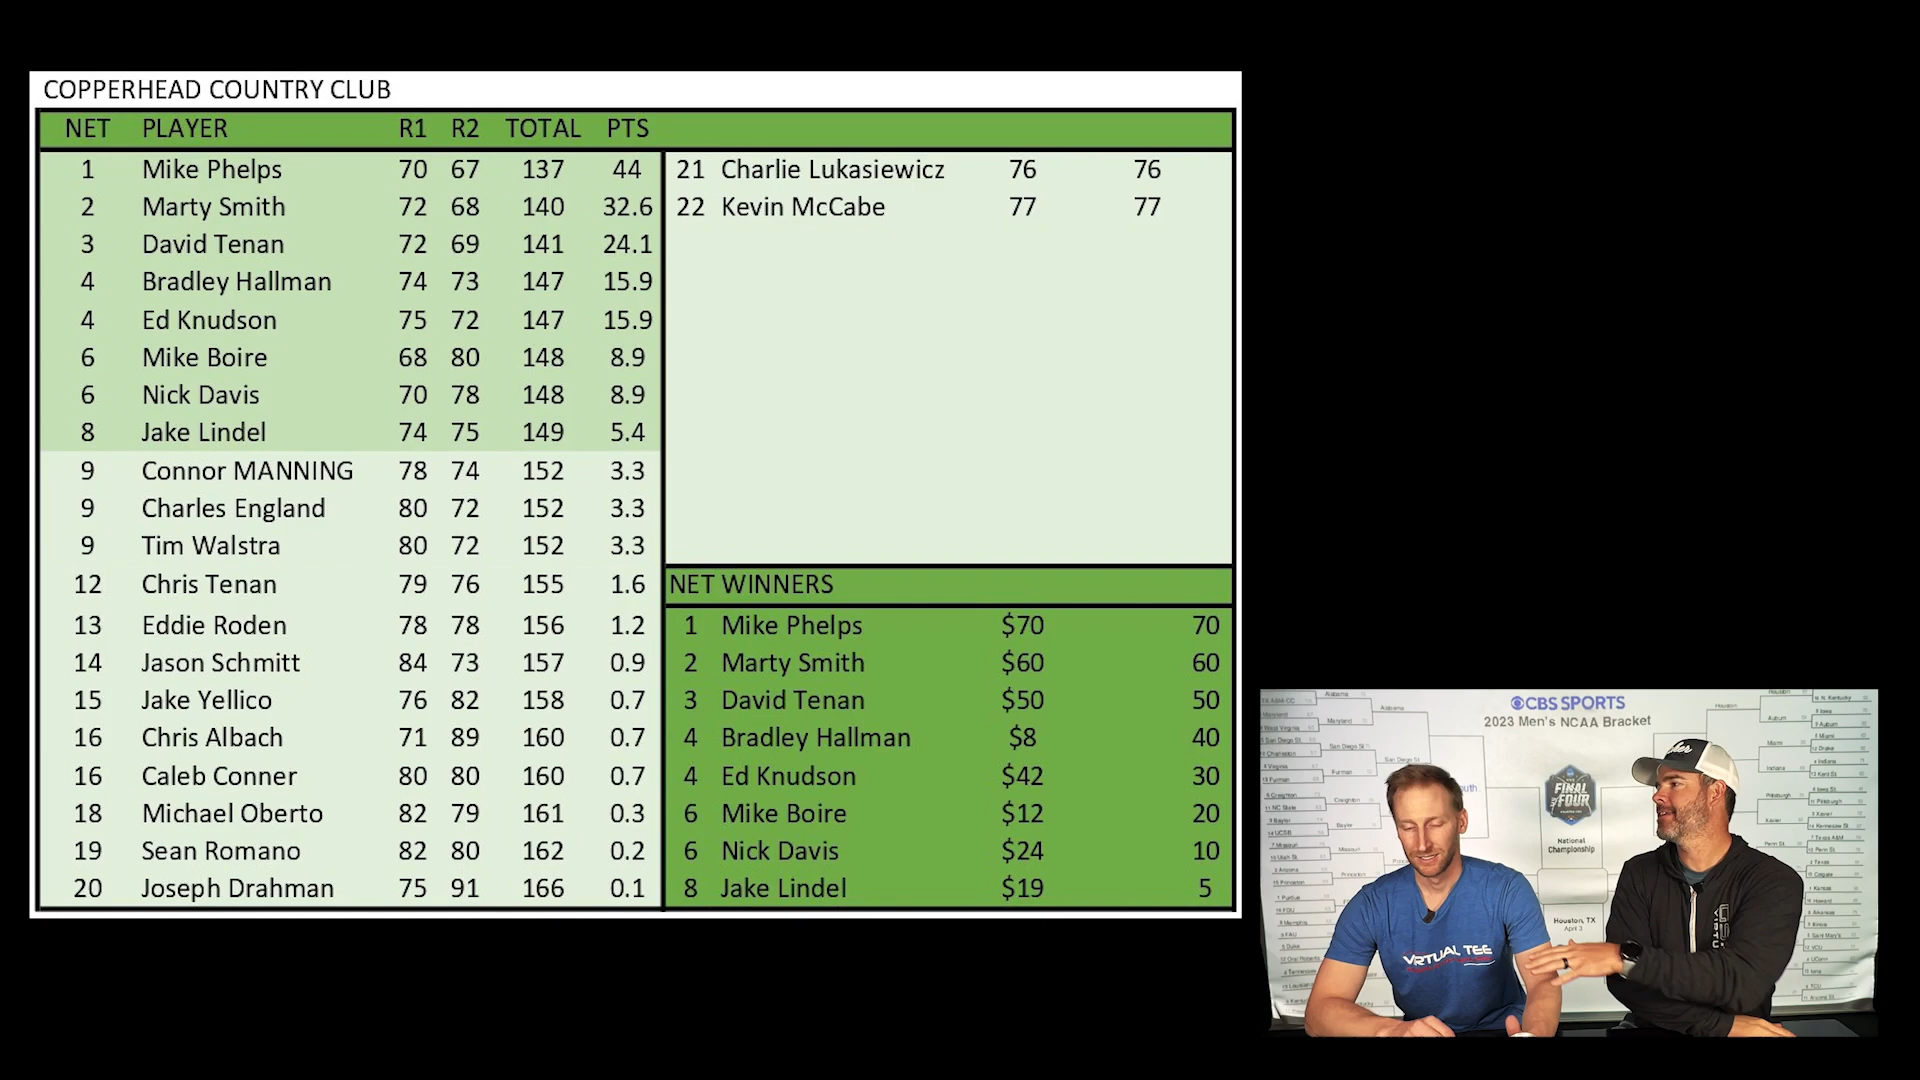 COPPERHEAD COUNTRY CLUB
NET PLAYER R1 R2 TOTAL PTS
1 Mike Phelps 70 67 137 44
2 Marty Smith 72 68 140 32.6
3 David Tenan 72 69 141 24.1
4 Bradley Hallman 74 73 147 15.9
4 Ed Knudson 75 72 147 15.9
6 Mike Boire 68 80 148 8.9
6 Nick Davis 70 78 148 8.9
8 Jake Lindel 74 75 149 5.4
9 Connor MANNING 78 74 152 3.3
9 Charles England 80 72 152 3.3
9 Tim Walstra 80 72 152 3.3
12 Chris Tenan 79 76 155 1.6
13 Eddie Roden 78 78 156 1.2
14 Jason Schmitt 84 73 157 0.9
15 Jake Yellico 76 82 158 0.7
16 Chris Albach 71 89 160 0.7
16 Caleb Conner 80 80 160 0.7
18 Michael Oberto 82 79 161 0.3
19 Sean Romano 82 80 162 0.2
20 Joseph Drahman 75 91 166 0.1
21 Charlie Lukasiewicz 76 76
22 Kevin McCabe 77 77
NET WINNERS
1 Mike Phelps $70 70
2 Marty Smith $60 60
3 David Tenan $50 50
4 Bradley Hallman $8 40
4 Ed Knudson $42 30
6 Mike Boire $12 20
6 Nick Davis $24 10
8 Jake Lindel $19 5
CBS SPORTS
2023 Men's NCAA Bracket
FINAL
FOUR
National
Championship
Houston, TX
April 3
VIRTUAL TEE